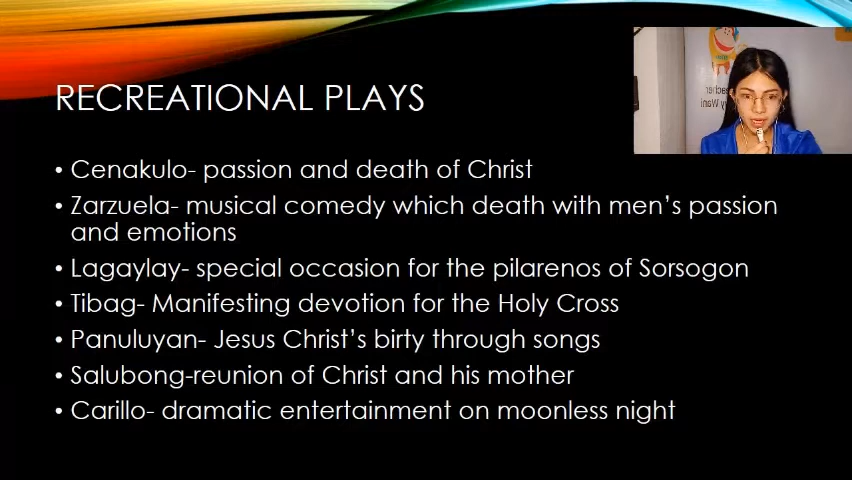 RECREATIONAL PLAYS
• Cenakulo- passion and death of Christ
• Zarzuela- musical comedy which death with men's passion
and emotions
• Lagaylay- special occasion for the pilarenos of Sorsogon
• Tibag- Manifesting devotion for the Holy Cross
• Panuluyan- Jesus Christ's birty through songs
• Salubong-reunion of Christ and his mother
• Carillo- dramatic entertainment on moonless night